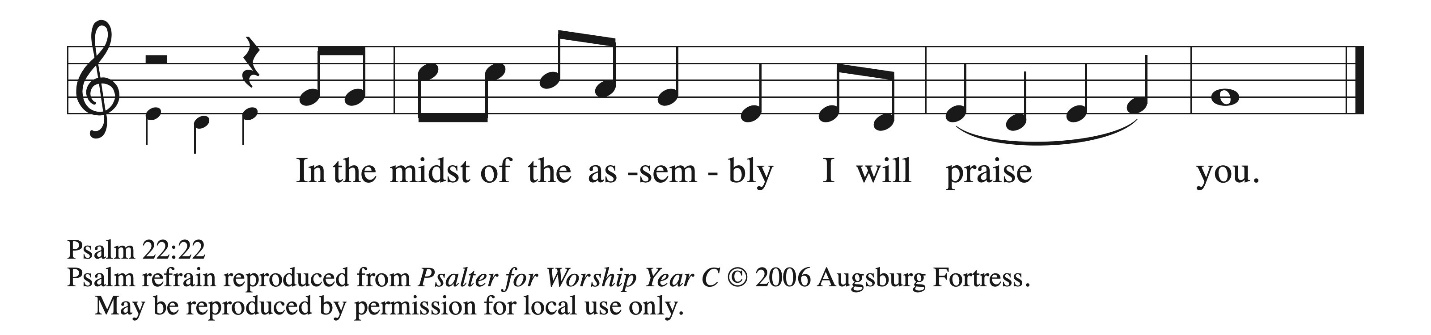 In the midst of the as -sem - bly I will praise you.
Psalm 22:22
Psalm refrain reproduced from Psalter for Worship Year C © 2006 Augsburg Fortress.
May be reproduced by permission for local use only.